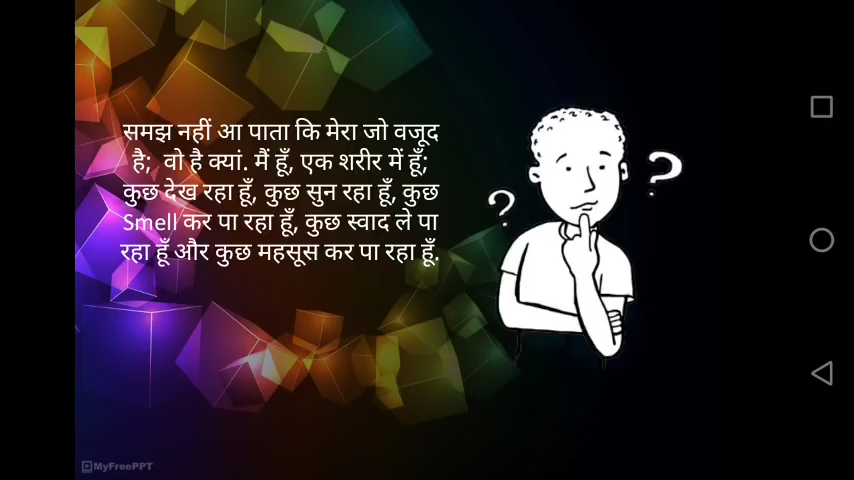 समझ नहीं आ पाता कि मेरा जो वजूद
है;  वो है क्यां. मैं हूँ, एक शरीर में हूँ;
कुछ देख रहा हूँ, कुछ सुन रहा हूँ, कुछ
Smell कर पा रहा हूँ, कुछ स्वाद ले पा
रहा हूँ और कुछ महसूस कर पा रहा हूँ.
?
?
MyFreePPT